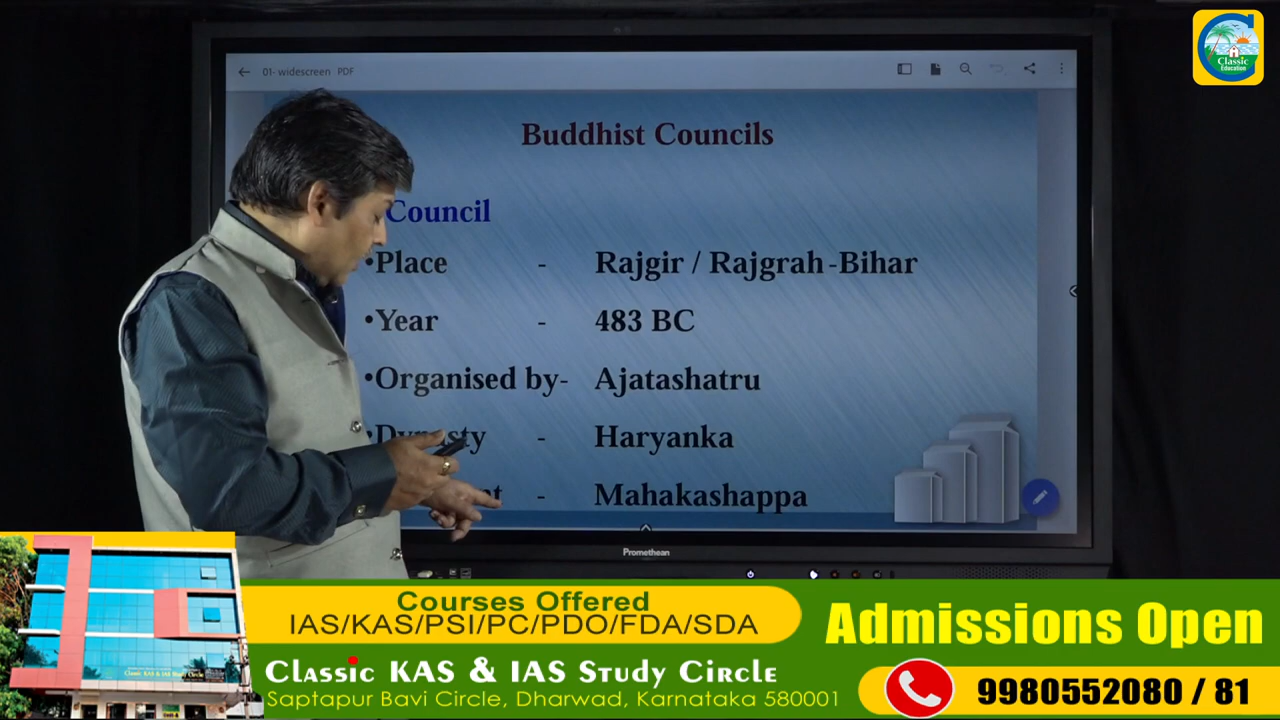 01- widescreen PDF
Classic
Education
Buddhist Councils
Council
•Place - Rajgir / Rajgrah -Bihar
•Year - 483 BC
•Organised by- Ajatashatru
•Dynasty - Haryanka
- Mahakashappa
Promethean
Courses Offered
IAS/KAS/PSI/PC/PDO/FDA/SDA
Classic KAS & IAS Study Circle
Saptapur Bavi Circle, Dharwad, Karnataka 580001
Admissions Open
9980552080 / 81